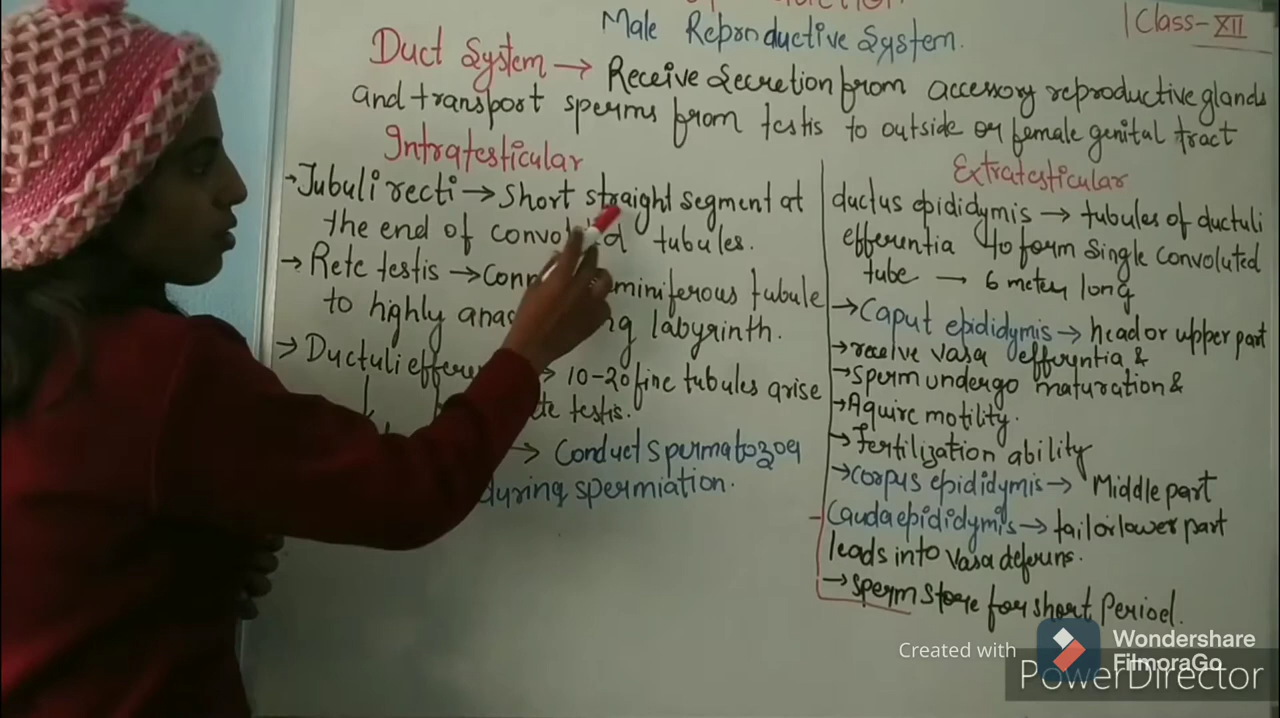 Male Reproductive System.
Class-XII
Duct System → Receive Secretion from accessory reproductive glands
and transport sperms from testis to outside or female genital tract
Intratesticular
→Tubuli recti → Short straight segment at
the end of tubules.
→ Rete testis → tubule
to highly labyrinth.
→ Ductuli → 10-20 fine tubules arise
testis.
→ Conduct spermatozoa
during spermiation.
Extratesticular
ductus epididymis → tubules of ductuli
efferentia to form single convoluted
tube → 6 meter long
→ Caput epididymis → head or upper part
→ receive vasa efferentia &
→ Sperm undergo maturation &
→ Aquire motility.
→ Fertilization ability
→ Corpus epididymis → Middle part
Cauda epididymis → tail or lower part
leads into vasa deferens.
→ Sperm store for short Period.
Created with
Wondershare
FilmoraGo
PowerDirector